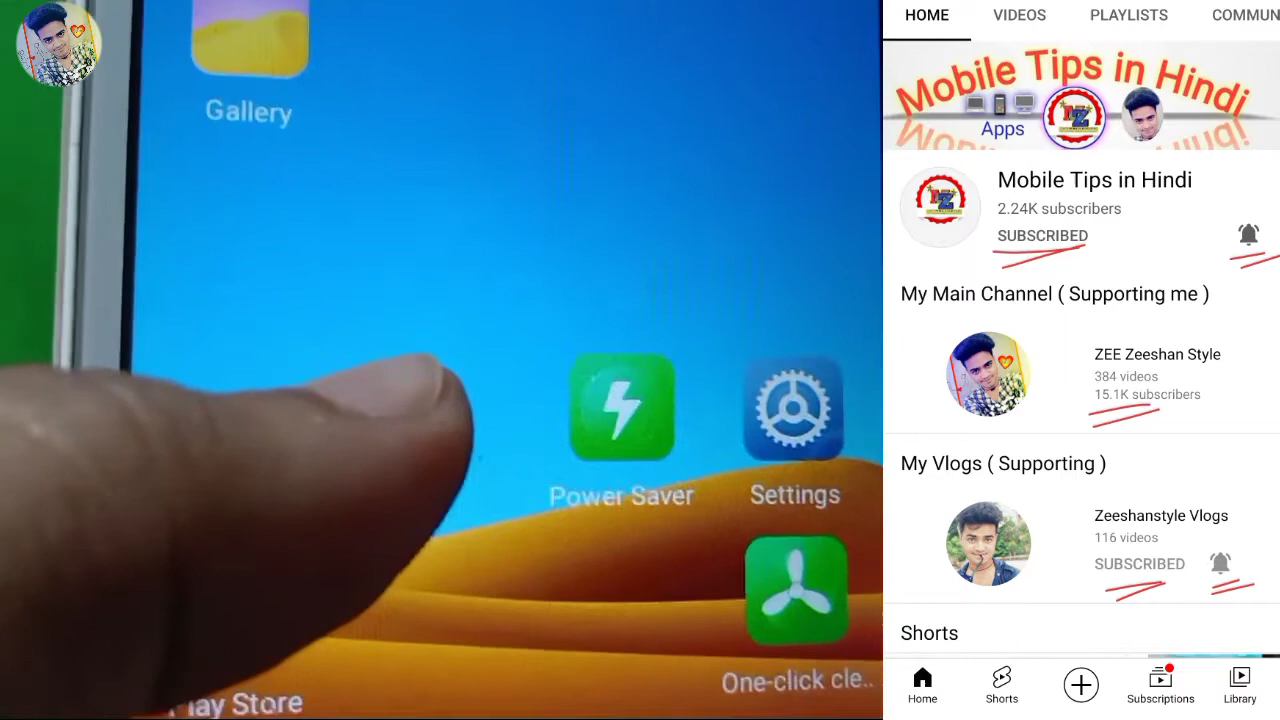 Gallery
Power Saver
Settings
One-click cle..
Play Store
HOME
VIDEOS
PLAYLISTS
COMMUN
Mobile Tips in Hindi
Apps
Mobile Tips in Hindi
2.24K subscribers
SUBSCRIBED
My Main Channel ( Supporting me )
ZEE Zeeshan Style
384 videos
15.1K subscribers
My Vlogs ( Supporting )
Zeeshanstyle Vlogs
116 videos
SUBSCRIBED
Shorts
Home
Shorts
Subscriptions
Library